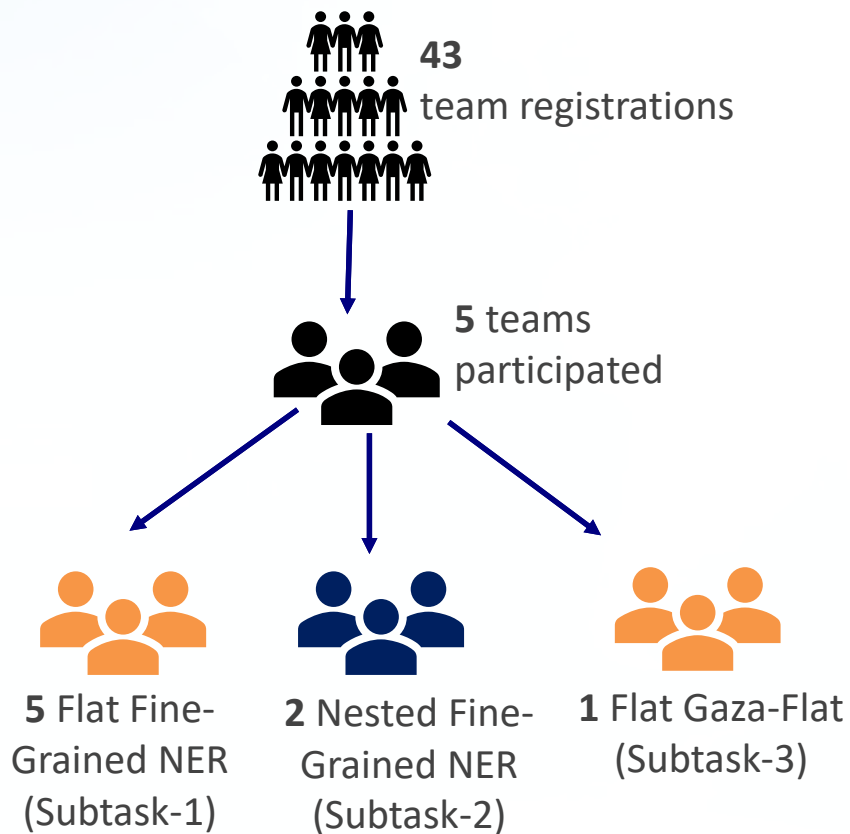 43
team registrations
5 teams
participated
5 Flat Fine-
Grained NER
(Subtask-1)
2 Nested Fine-
Grained NER
(Subtask-2)
1 Flat Gaza-Flat
(Subtask-3)